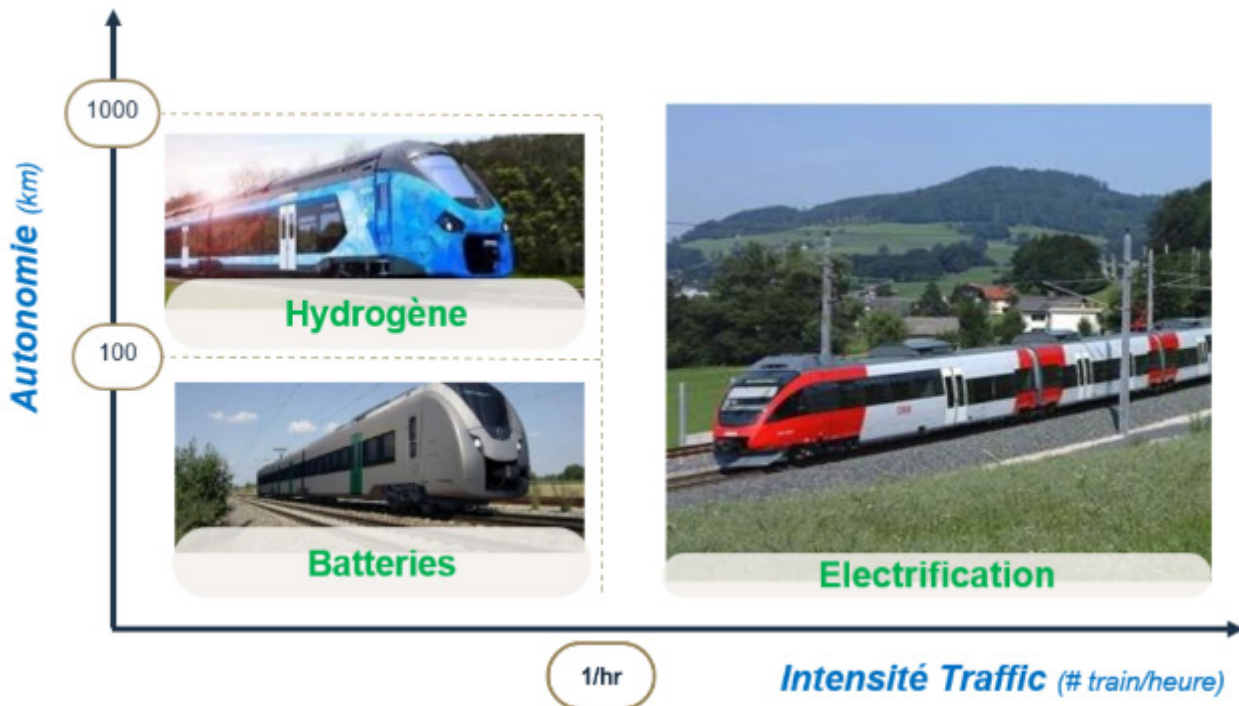 1000
Autonomie (km)
Hydrogène
100
Batteries
Electrification
1/hr
Intensité Traffic (# train/heure)